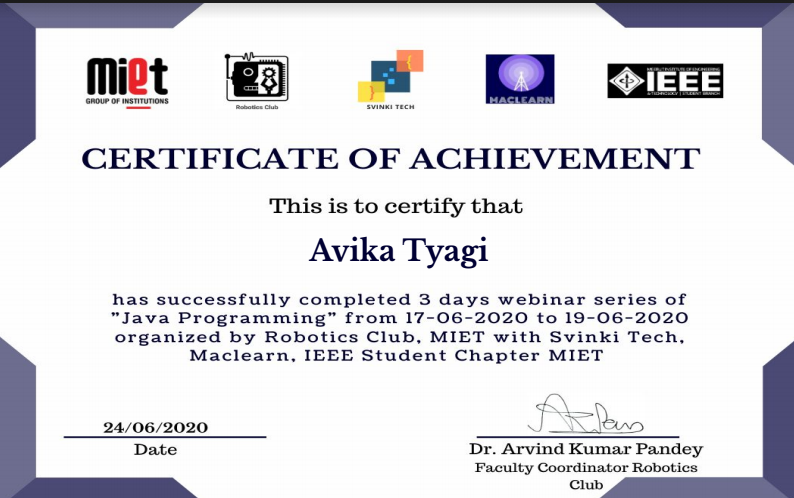 miet
GROUP OF INSTITUTIONS
Robotics Club
SVINKI TECH
MACLEARN
MEERUT INSTITUTE OF ENGINEERING
IEEE
& TECHNOLOGY | STUDENT BRANCH
CERTIFICATE OF ACHIEVEMENT
This is to certify that
Avika Tyagi
has successfully completed 3 days webinar series of
"Java Programming" from 17-06-2020 to 19-06-2020
organized by Robotics Club, MIET with Svinki Tech,
Maclearn, IEEE Student Chapter MIET
24/06/2020
Date
Dr. Arvind Kumar Pandey
Faculty Coordinator Robotics
Club